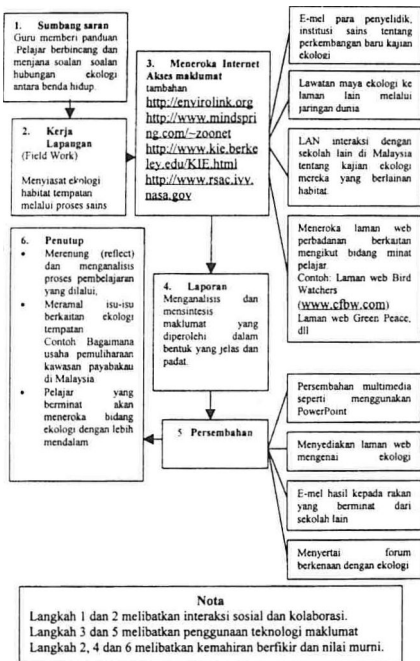 1. Sumbang saran
Guru memberi panduan
Pelajar berbincang dan
menjana soalan soalan
hubungan ekologi
antara benda hidup.
2. Kerja
Lapangan
(Field Work)
Menyiasat ekologi
habitat tempatan
melalui proses sains
3. Meneroka Internet
Akses maklumat
tambahan
http://envirolink.org
http://www.mindspri
ng.com/~zoonet
http://www.kie.berke
ley.edu/KIE.html
http://www.rsac.ivv.
nasa.gov
E-mel para penyelidik,
institusi sains tentang
perkembangan baru kajian
ekologi
Lawatan maya ekologi ke
laman lain melalui
jaringan dunia
LAN interaksi dengan
sekolah lain di Malaysia
tentang kajian ekologi
mereka yang berlainan
habitat.
Meneroka laman web
perbadanan berkaitan
mengikut bidang minat
pelajar.
Contoh: Laman web Bird
Watchers
(www.cfbw.com)
Laman web Green Peace,
dll
4. Laporan
Menganalisis dan
mensintesis
maklumat yang
diperolehi dalam
bentuk yang jelas dan
padat.
5 Persembahan
Persembahan multimedia
seperti menggunakan
PowerPoint
Menyediakan laman web
mengenai ekologi
E-mel hasil kepada rakan
yang berminat dari
sekolah lain
Menyertai forum
berkenaan dengan ekologi
6. Penutup
• Merenung (reflect)
dan menganalisis
proses pembelajaran
yang dilalui,
• Meramal isu-isu
berkaitan ekologi
tempatan
Contoh Bagaimana
usaha pemuliharaan
kawasan payabakau
di Malaysia
• Pelajar yang
berminat akan
meneroka bidang
ekologi dengan lebih
mendalam
Nota
Langkah 1 dan 2 melibatkan interaksi sosial dan kolaborasi.
Langkah 3 dan 5 melibatkan penggunaan teknologi maklumat
Langkah 2, 4 dan 6 melibatkan kemahiran berfikir dan nilai murni.